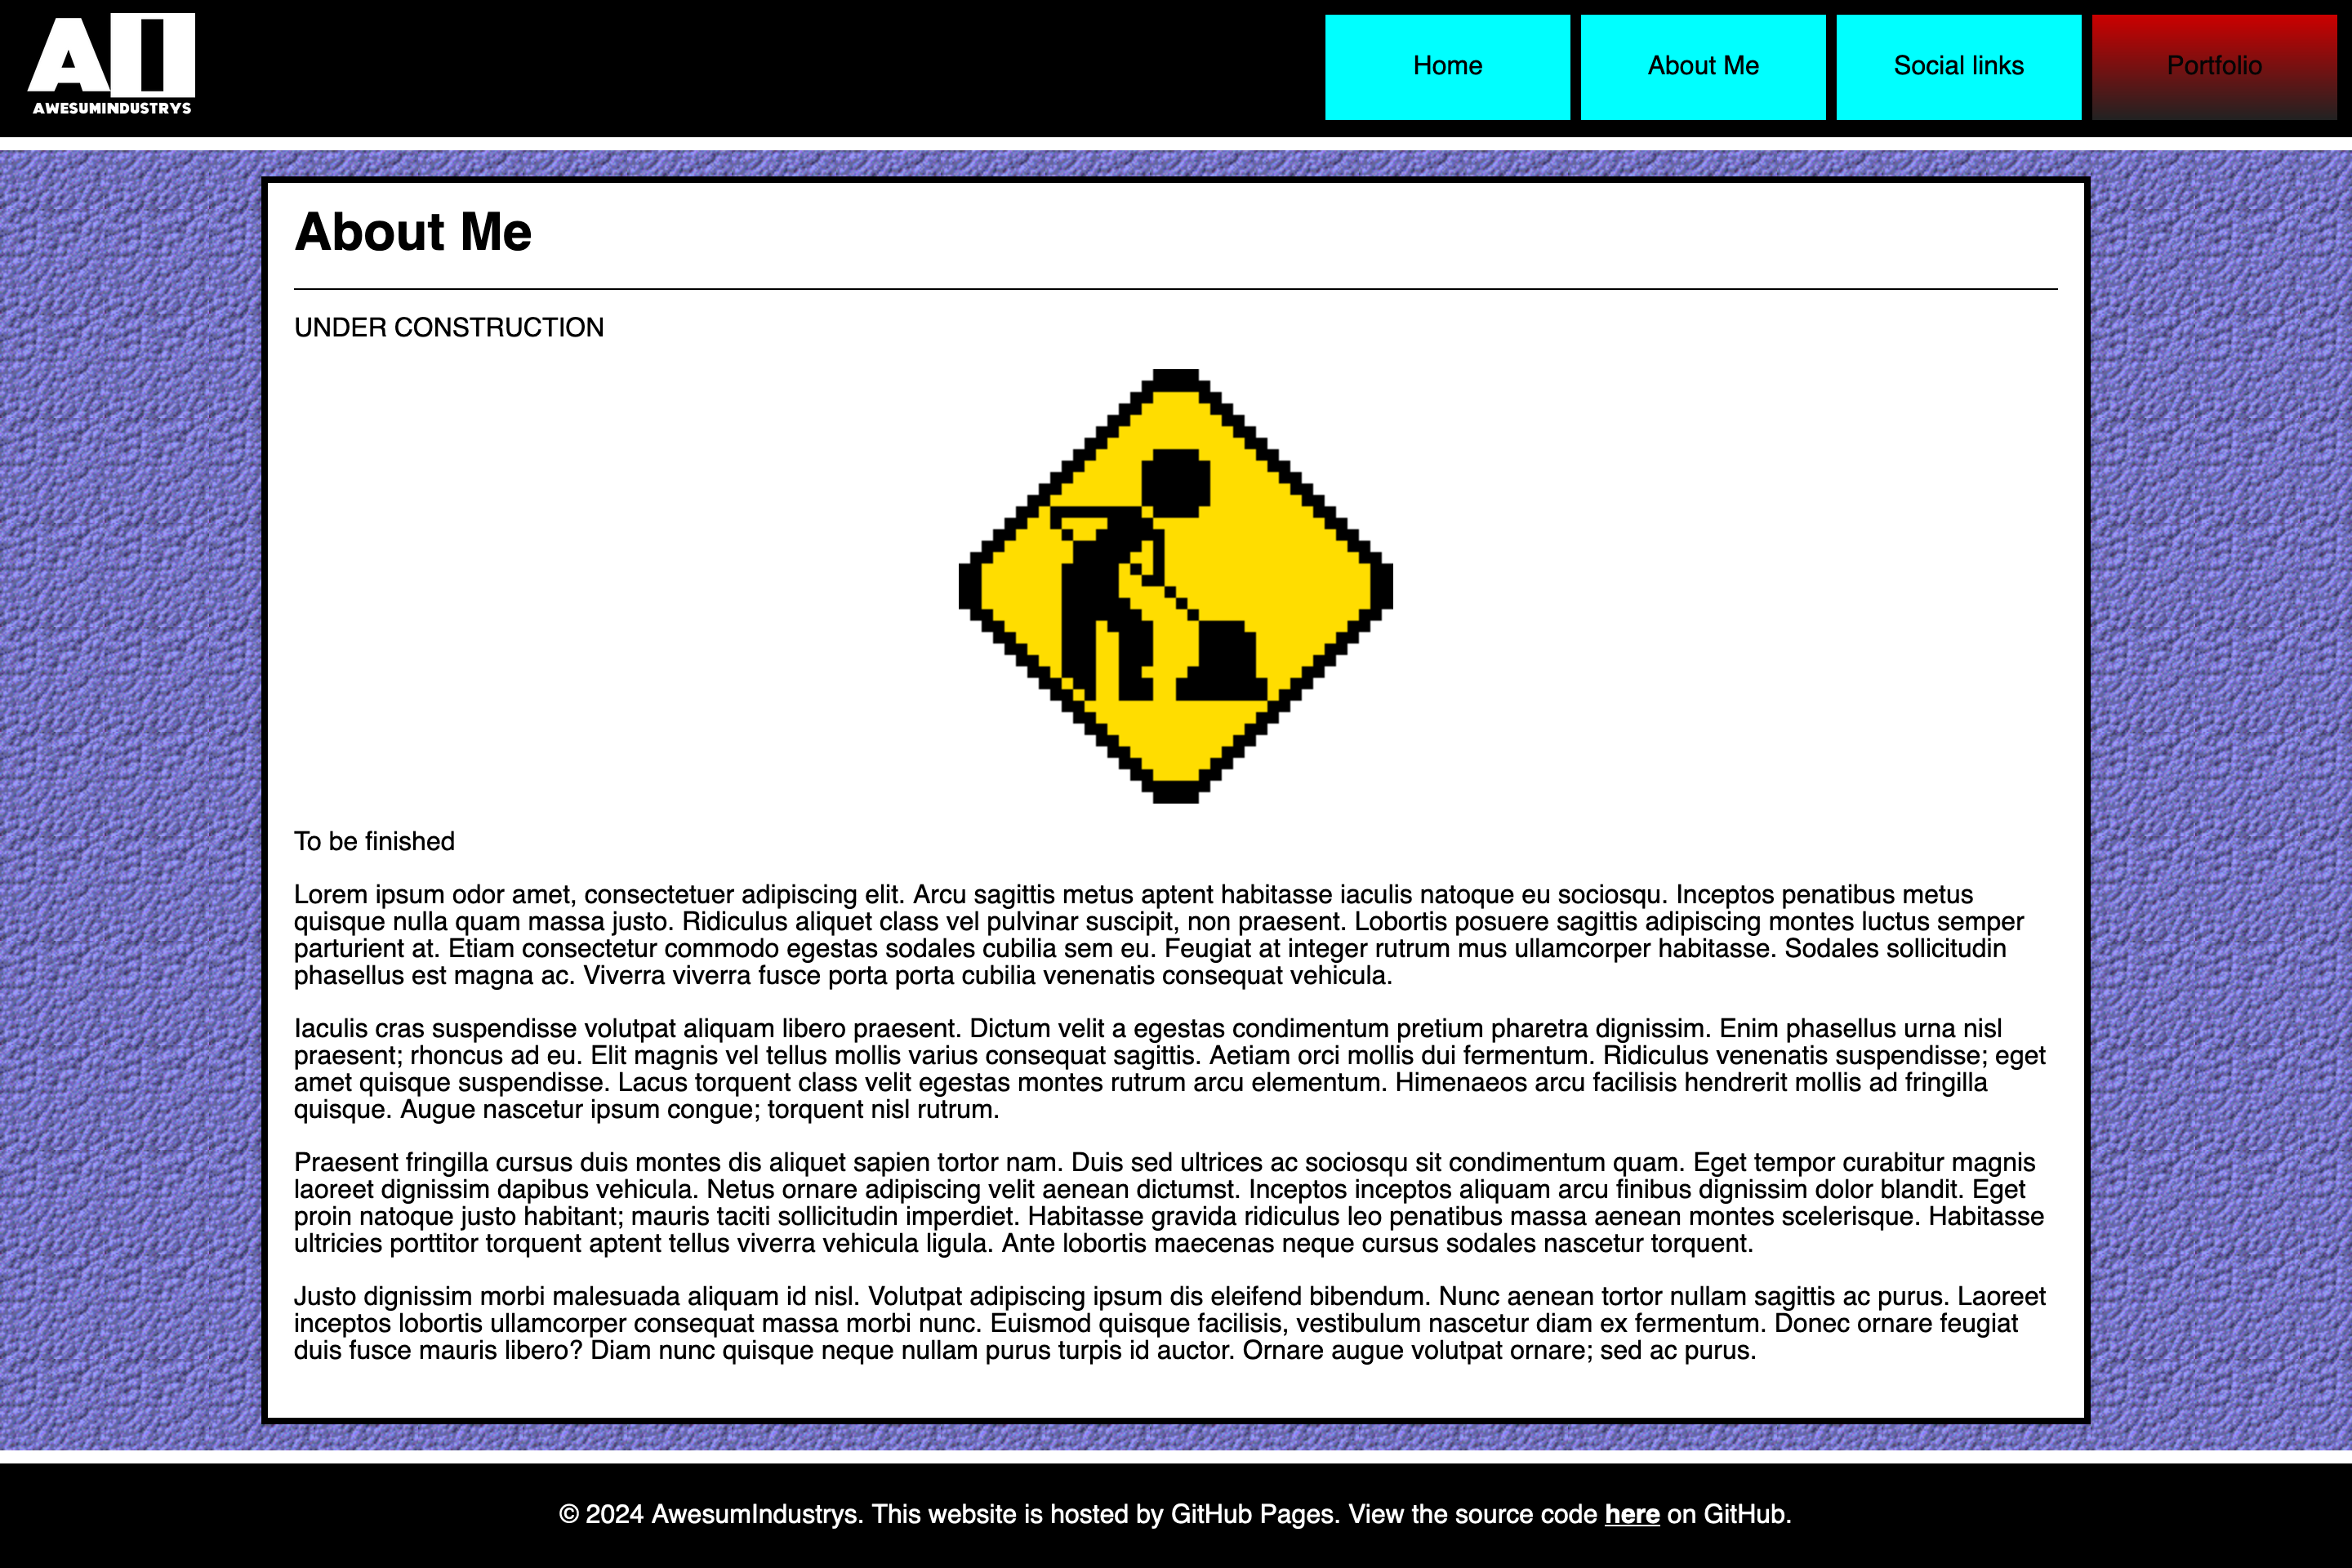 AI
AWESUMINDUSTRYS
Home
About Me
Social links
Portfolio
About Me
UNDER CONSTRUCTION
To be finished
Lorem ipsum odor amet, consectetuer adipiscing elit. Arcu sagittis metus aptent habitasse iaculis natoque eu sociosqu. Inceptos penatibus metus
quisque nulla quam massa justo. Ridiculus aliquet class vel pulvinar suscipit, non praesent. Lobortis posuere sagittis adipiscing montes luctus semper
parturient at. Etiam consectetur commodo egestas sodales cubilia sem eu. Feugiat at integer rutrum mus ullamcorper habitasse. Sodales sollicitudin
phasellus est magna ac. Viverra viverra fusce porta porta cubilia venenatis consequat vehicula.
Iaculis cras suspendisse volutpat aliquam libero praesent. Dictum velit a egestas condimentum pretium pharetra dignissim. Enim phasellus urna nisl
praesent; rhoncus ad eu. Elit magnis vel tellus mollis varius consequat sagittis. Aetiam orci mollis dui fermentum. Ridiculus venenatis suspendisse; eget
amet quisque suspendisse. Lacus torquent class velit egestas montes rutrum arcu elementum. Himenaeos arcu facilisis hendrerit mollis ad fringilla
quisque. Augue nascetur ipsum congue; torquent nisl rutrum.
Praesent fringilla cursus duis montes dis aliquet sapien tortor nam. Duis sed ultrices ac sociosqu sit condimentum quam. Eget tempor curabitur magnis
laoreet dignissim dapibus vehicula. Netus ornare adipiscing velit aenean dictumst. Inceptos inceptos aliquam arcu finibus dignissim dolor blandit. Eget
proin natoque justo habitant; mauris taciti sollicitudin imperdiet. Habitasse gravida ridiculus leo penatibus massa aenean montes scelerisque. Habitasse
ultricies porttitor torquent aptent tellus viverra vehicula ligula. Ante lobortis maecenas neque cursus sodales nascetur torquent.
Justo dignissim morbi malesuada aliquam id nisl. Volutpat adipiscing ipsum dis eleifend bibendum. Nunc aenean tortor nullam sagittis ac purus. Laoreet
inceptos lobortis ullamcorper consequat massa morbi nunc. Euismod quisque facilisis, vestibulum nascetur diam ex fermentum. Donec ornare feugiat
duis fusce mauris libero? Diam nunc quisque neque nullam purus turpis id auctor. Ornare augue volutpat ornare; sed ac purus.
© 2024 AwesumIndustrys. This website is hosted by GitHub Pages. View the source code here on GitHub.